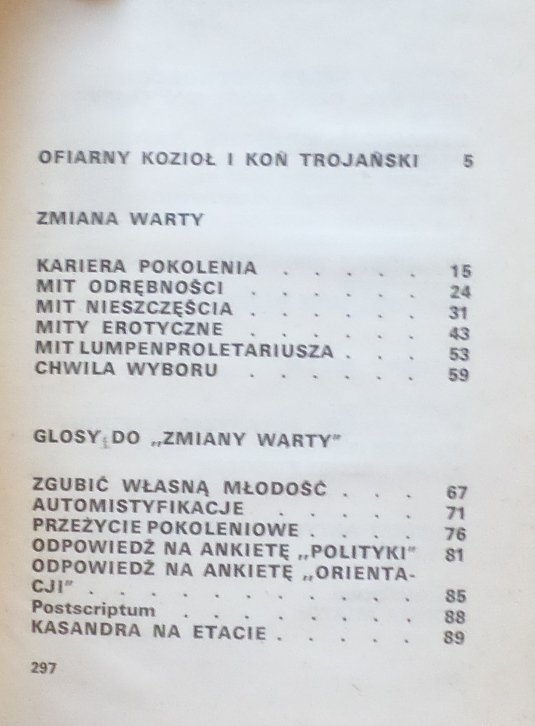 OFIARNY KOZIOŁ I KOŃ TROJAŃSKI 5
ZMIANA WARTY
KARIERA POKOLENIA . . . . . 15
MIT ODRĘBNOŚCI . . . . . . 24
MIT NIESZCZĘŚCIA . . . . . . 31
MITY EROTYCZNE . . . . . . 43
MIT LUMPENPROLETARIUSZA . . . 53
CHWILA WYBORU . . . . . . 59
GLOSY DO „ZMIANY WARTY”
ZGUBIĆ WŁASNĄ MŁODOŚĆ . . . 67
AUTOMISTYFIKACJE . . . . . 71
PRZEŻYCIE POKOLENIOWE . . . . 76
ODPOWIEDŹ NA ANKIETĘ „POLITYKI” 81
ODPOWIEDŹ NA ANKIETĘ „ORIENTA-
CJI” . . . . . . . . . . . 85
Postscriptum . . . . . . . . 88
KASANDRA NA ETACIE . . . . . 89
297